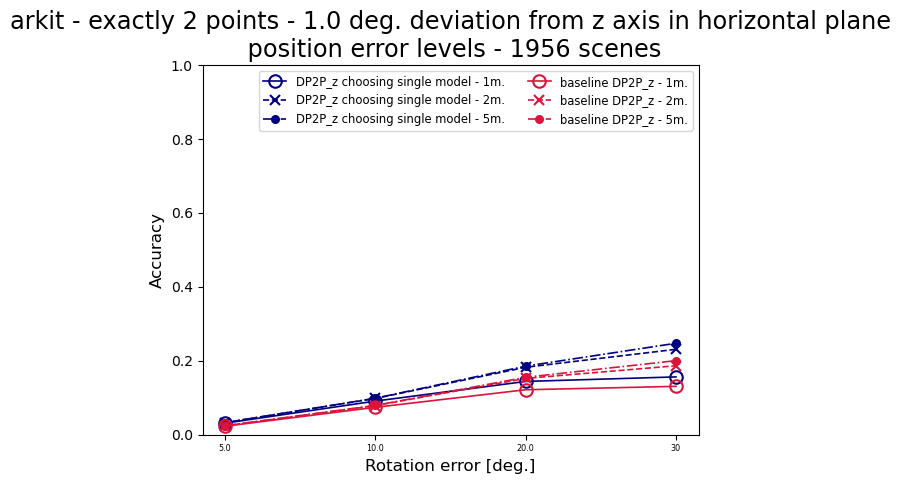 arkit - exactly 2 points - 1.0 deg. deviation from z axis in horizontal plane
position error levels - 1956 scenes
DP2P_z choosing single model - 1m.
DP2P_z choosing single model - 2m.
DP2P_z choosing single model - 5m.
baseline DP2P_z - 1m.
baseline DP2P_z - 2m.
baseline DP2P_z - 5m.
1.0
0.8
0.6
0.4
0.2
0.0
Accuracy
5.0
10.0
20.0
30
Rotation error [deg.]